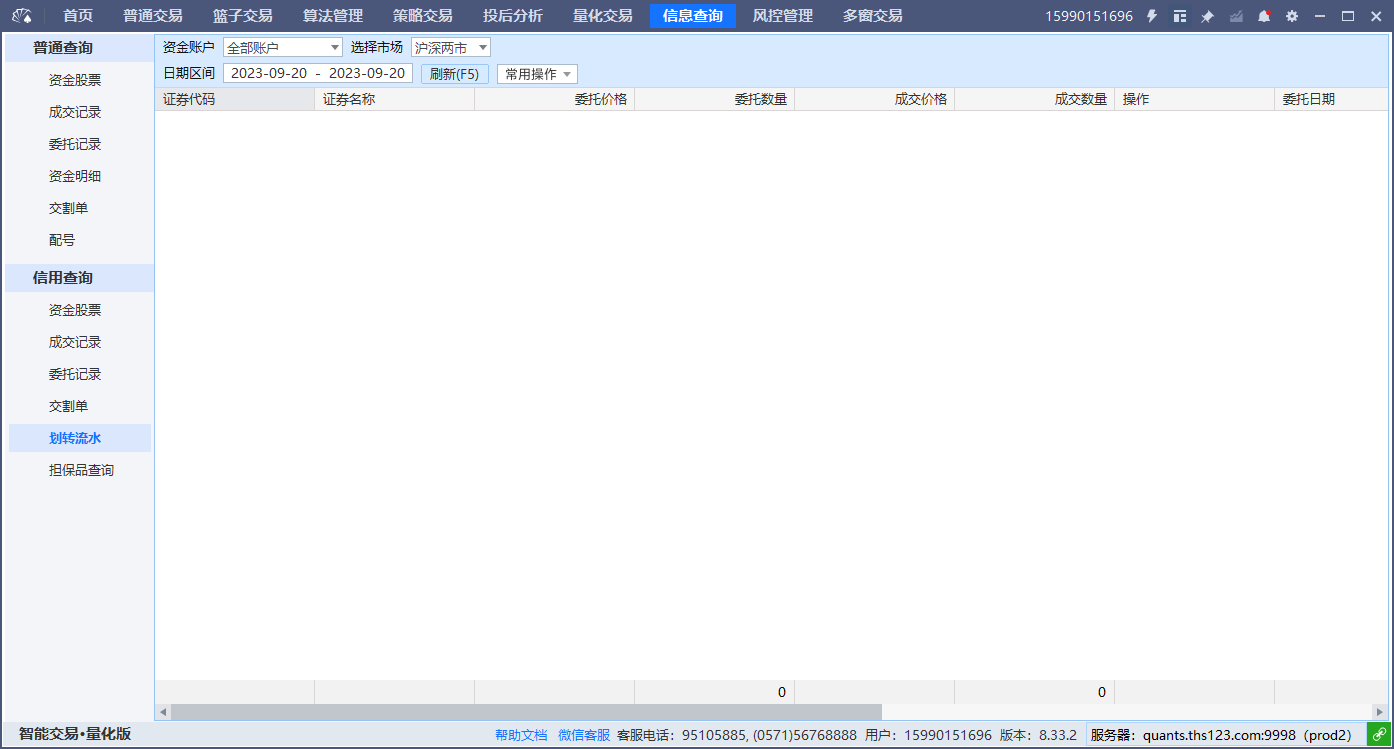 首页 普通交易 篮子交易 算法管理 策略交易 投后分析 量化交易 信息查询 风控管理 多窗交易 15990151696
普通查询
资金股票
成交记录
委托记录
资金明细
交割单
配号
信用查询
资金股票
成交记录
委托记录
交割单
划转流水
担保品查询
资金账户 全部账户 选择市场 沪深两市
日期区间 2023-09-20 - 2023-09-20 刷新(F5) 常用操作
证券代码 证券名称 委托价格 委托数量 成交价格 成交数量 操作 委托日期
0 0
智能交易•量化版 帮助文档 微信客服 客服电话：95105885, (0571)56768888 用户：15990151696 版本：8.33.2 服务器：quants.ths123.com:9998（prod2）